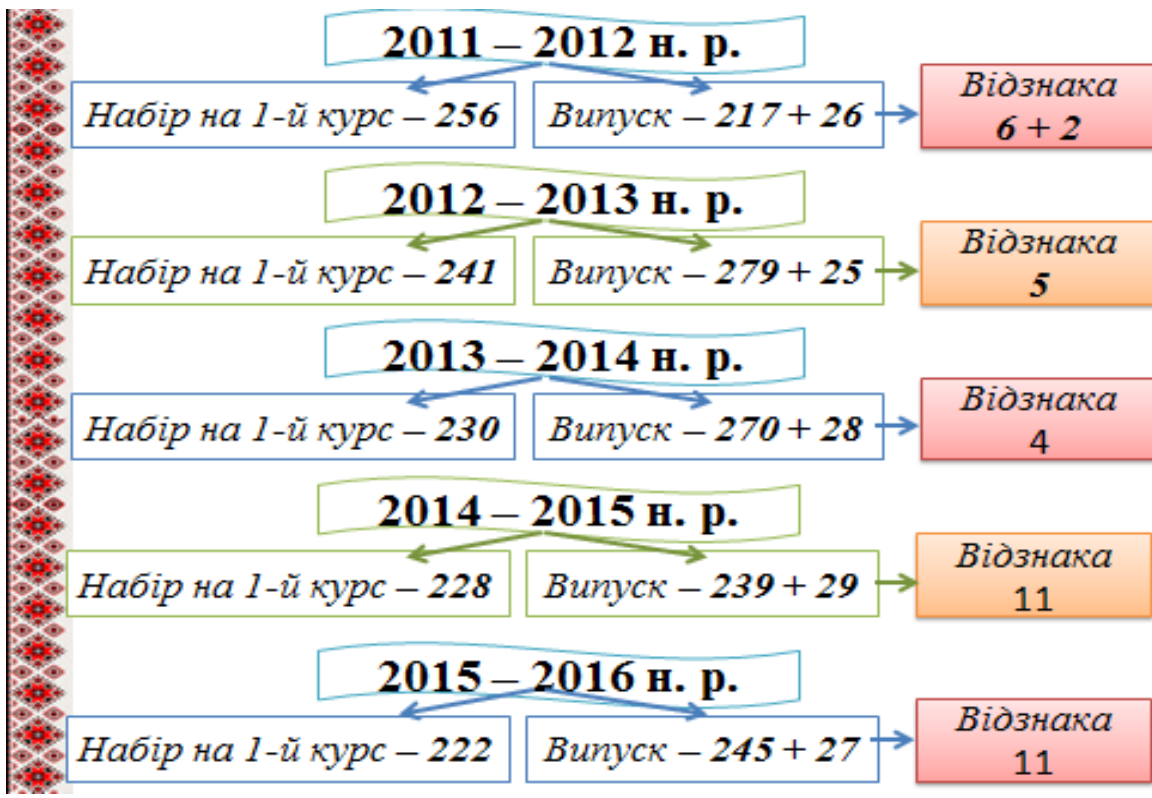 2011 – 2012 н. р.
Набір на 1-й курс – 256
Випуск – 217 + 26
Відзнака
6 + 2
2012 – 2013 н. р.
Набір на 1-й курс – 241
Випуск – 279 + 25
Відзнака
5
2013 – 2014 н. р.
Набір на 1-й курс – 230
Випуск – 270 + 28
Відзнака
4
2014 – 2015 н. р.
Набір на 1-й курс – 228
Випуск – 239 + 29
Відзнака
11
2015 – 2016 н. р.
Набір на 1-й курс – 222
Випуск – 245 + 27
Відзнака
11